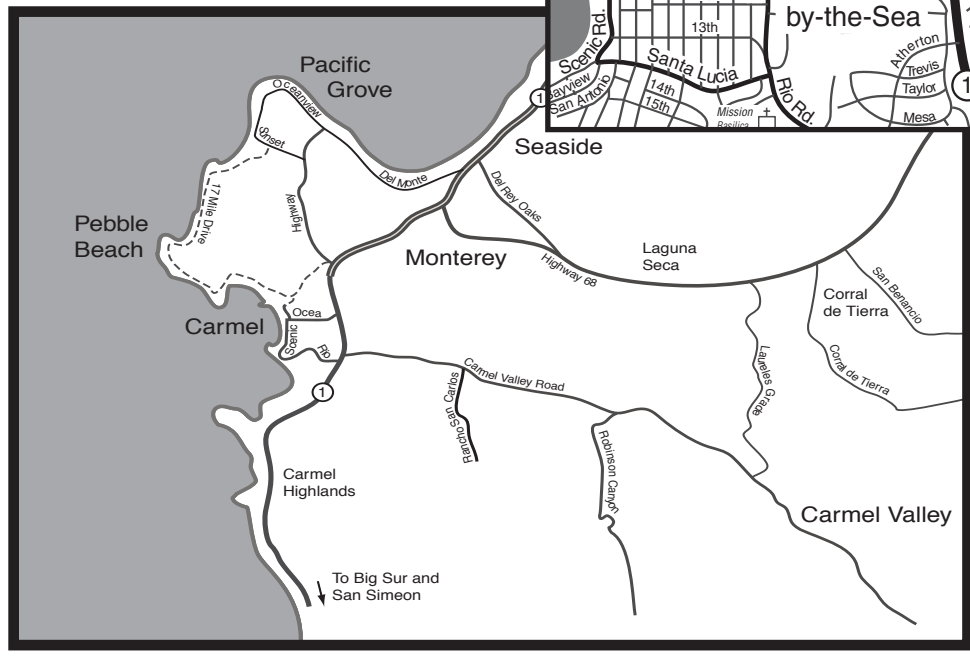 by-the-Sea
13th
Scenic Rd.
Santa Lucia
Bayview
San Antonio
14th
15th
Mission
Basilica
Rio Rd.
Atherton
Trevis
Taylor
Mesa
1
Pacific
Grove
Oceanview
Sunset
Del Monte
1
Seaside
17 Mile Drive
Highway
Del Rey Oaks
Pebble
Beach
Monterey
Highway 68
Laguna
Seca
San Benancio
Corral
de Tierra
Corral de Tierra
Carmel
Ocea
Scenic
Rio
1
Carmel Valley Road
Rancho San Carlos
Laureles Grade
Robinson Canyon
Carmel
Highlands
Carmel Valley
To Big Sur and
San Simeon